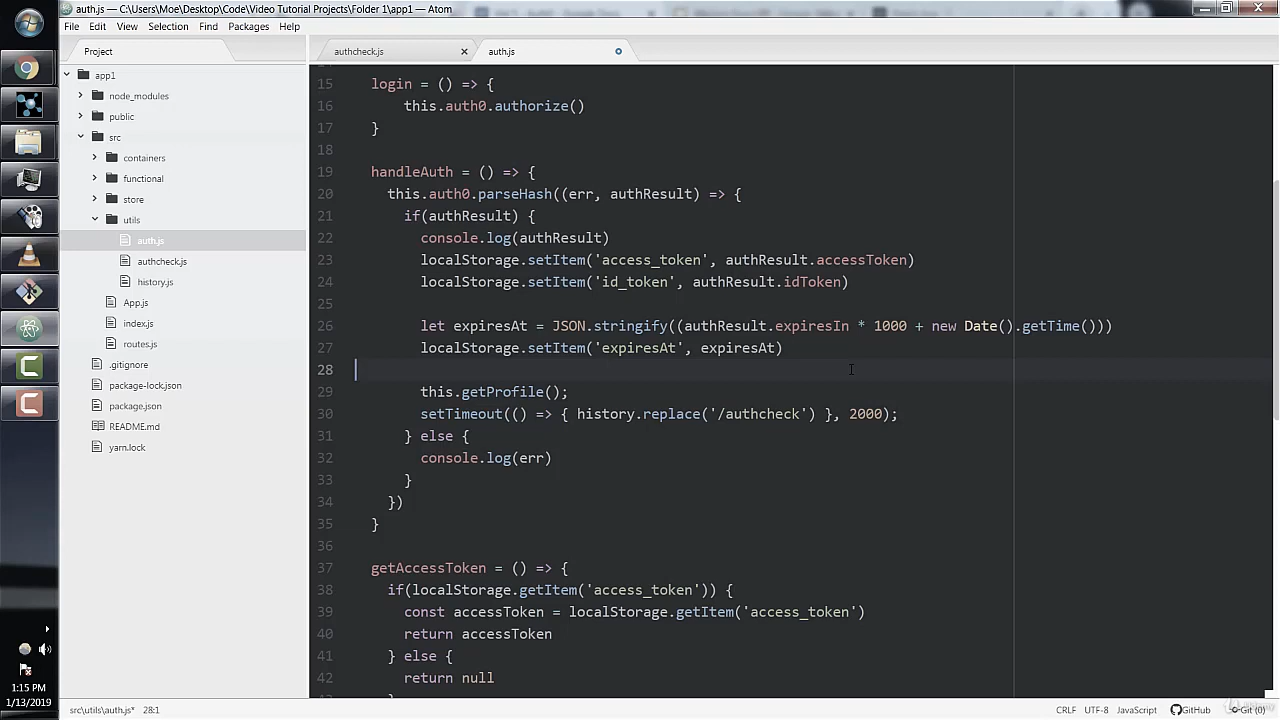 auth.js — C:\Users\Moe\Desktop\Code\Video Tutorial Projects\Folder 1\app1 — Atom
File Edit View Selection Find Packages Help
Project
authcheck.js
auth.js
app1
node_modules
public
src
containers
functional
store
utils
auth.js
authcheck.js
history.js
App.js
index.js
routes.js
.gitignore
package-lock.json
package.json
README.md
yarn.lock
15 login = () => {
16 this.auth0.authorize()
17 }
18
19 handleAuth = () => {
20 this.auth0.parseHash((err, authResult) => {
21 if(authResult) {
22 console.log(authResult)
23 localStorage.setItem('access_token', authResult.accessToken)
24 localStorage.setItem('id_token', authResult.idToken)
25
26 let expiresAt = JSON.stringify((authResult.expiresIn * 1000 + new Date().getTime()))
27 localStorage.setItem('expiresAt', expiresAt)
28
29 this.getProfile();
30 setTimeout(() => { history.replace('/authcheck') }, 2000);
31 } else {
32 console.log(err)
33 }
34 })
35 }
36
37 getAccessToken = () => {
38 if(localStorage.getItem('access_token')) {
39 const accessToken = localStorage.getItem('access_token')
40 return accessToken
41 } else {
42 return null
1:15 PM
1/13/2019
src\utils\auth.js* 28:1
CRLF UTF-8 JavaScript GitHub Git (0)